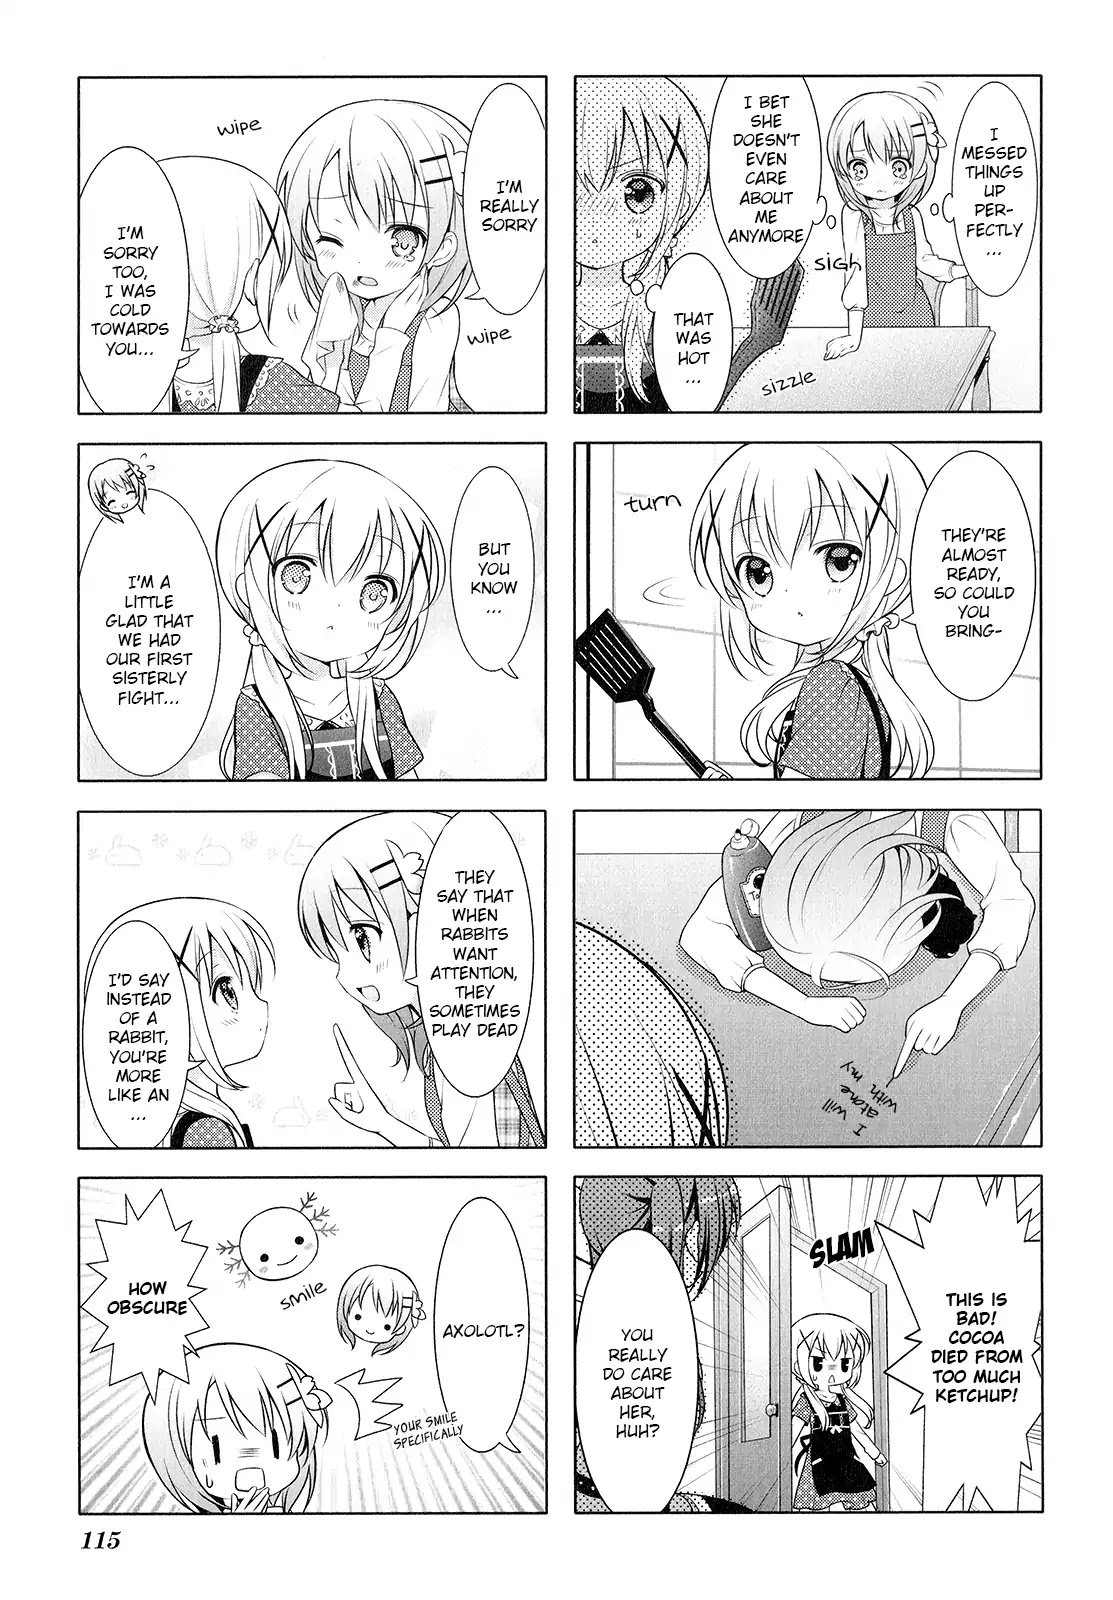 I
MESSED
THINGS
UP
PER-
FECTLY
...
I BET
SHE
DOESN'T
EVEN
CARE
ABOUT
ME
ANYMORE
sigh
THAT
WAS
HOT
...
sizzle
THEY'RE
ALMOST
READY,
SO COULD
YOU
BRING-
turn
I will
atone
with my
THIS IS
BAD!
COCOA
DIED FROM
TOO MUCH
KETCHUP!
SLAM
YOU
REALLY
DO CARE
ABOUT
HER,
HUH?
I'M
REALLY
SORRY
wipe
wipe
I'M
SORRY
TOO,
I WAS
COLD
TOWARDS
YOU...
BUT
YOU
KNOW
...
I'M A
LITTLE
GLAD THAT
WE HAD
OUR FIRST
SISTERLY
FIGHT...
THEY
SAY THAT
WHEN
RABBITS
WANT
ATTENTION,
THEY
SOMETIMES
PLAY DEAD
I'D SAY
INSTEAD
OF A
RABBIT,
YOU'RE
MORE
LIKE AN
...
AXOLOTL?
smile
YOUR SMILE
SPECIFICALLY
HOW
OBSCURE
115